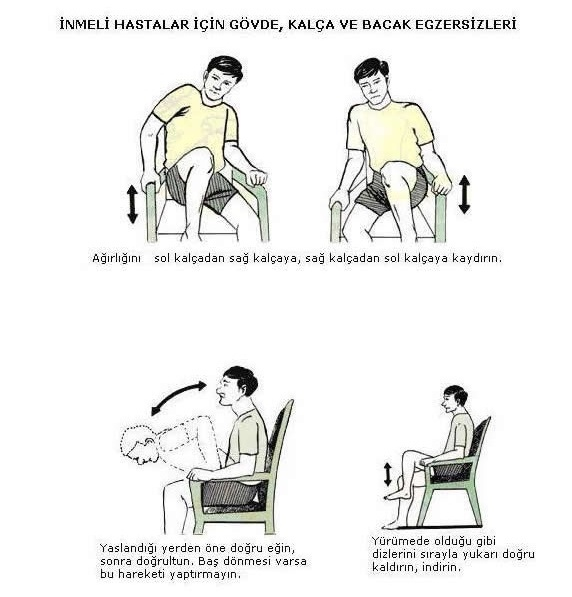 İNMELİ HASTALAR İÇİN GÖVDE, KALÇA VE BACAK EGZERSİZLERİ
Ağırlığını sol kalçadan sağ kalçaya, sağ kalçadan sol kalçaya kaydırın.
Yaslandığı yerden öne doğru eğin,
sonra doğrultun. Baş dönmesi varsa
bu hareketi yaptırmayın.
Yürümede olduğu gibi
dizlerini sırayla yukarı doğru
kaldırın, indirin.